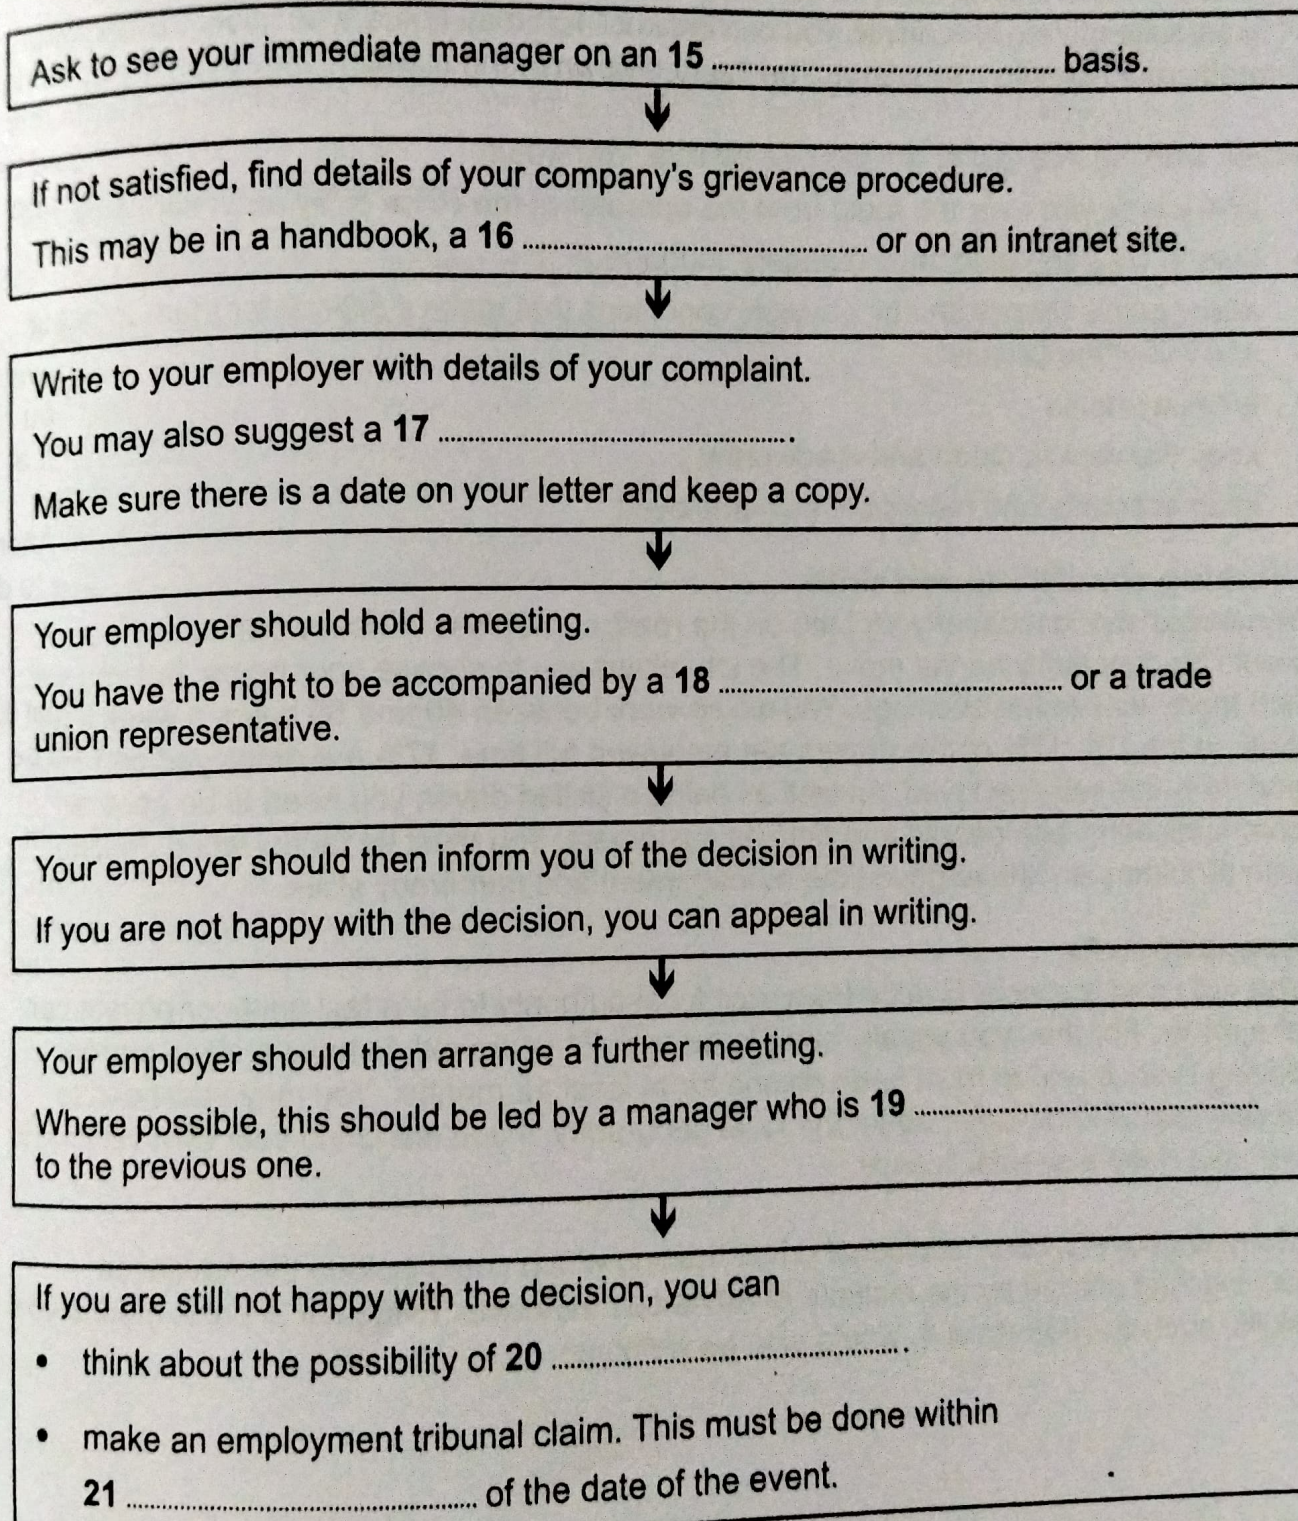 Ask to see your immediate manager on an 15 .................... basis.
If not satisfied, find details of your company's grievance procedure.
This may be in a handbook, a 16 .................... or on an intranet site.
Write to your employer with details of your complaint.
You may also suggest a 17 .................... .
Make sure there is a date on your letter and keep a copy.
Your employer should hold a meeting.
You have the right to be accompanied by a 18 .................... or a trade
union representative.
Your employer should then inform you of the decision in writing.
If you are not happy with the decision, you can appeal in writing.
Your employer should then arrange a further meeting.
Where possible, this should be led by a manager who is 19 ....................
to the previous one.
If you are still not happy with the decision, you can
• think about the possibility of 20 .................... .
• make an employment tribunal claim. This must be done within
21 .................... of the date of the event.